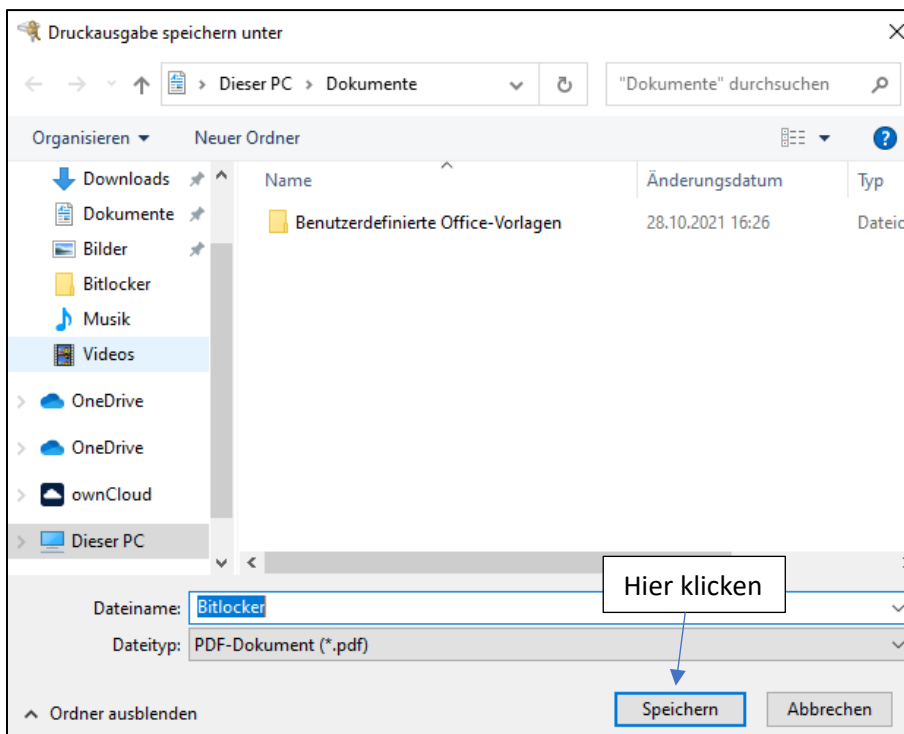 Druckausgabe speichern unter
Dieser PC > Dokumente
"Dokumente" durchsuchen
Organisieren
Neuer Ordner
Name
Änderungsdatum
Typ
Downloads
Dokumente
Bilder
Bitlocker
Musik
Videos
OneDrive
OneDrive
ownCloud
Dieser PC
Benutzerdefinierte Office-Vorlagen
28.10.2021 16:26
Dateic
Hier klicken
Dateiname: Bitlocker
Dateityp: PDF-Dokument (*.pdf)
Ordner ausblenden
Speichern
Abbrechen